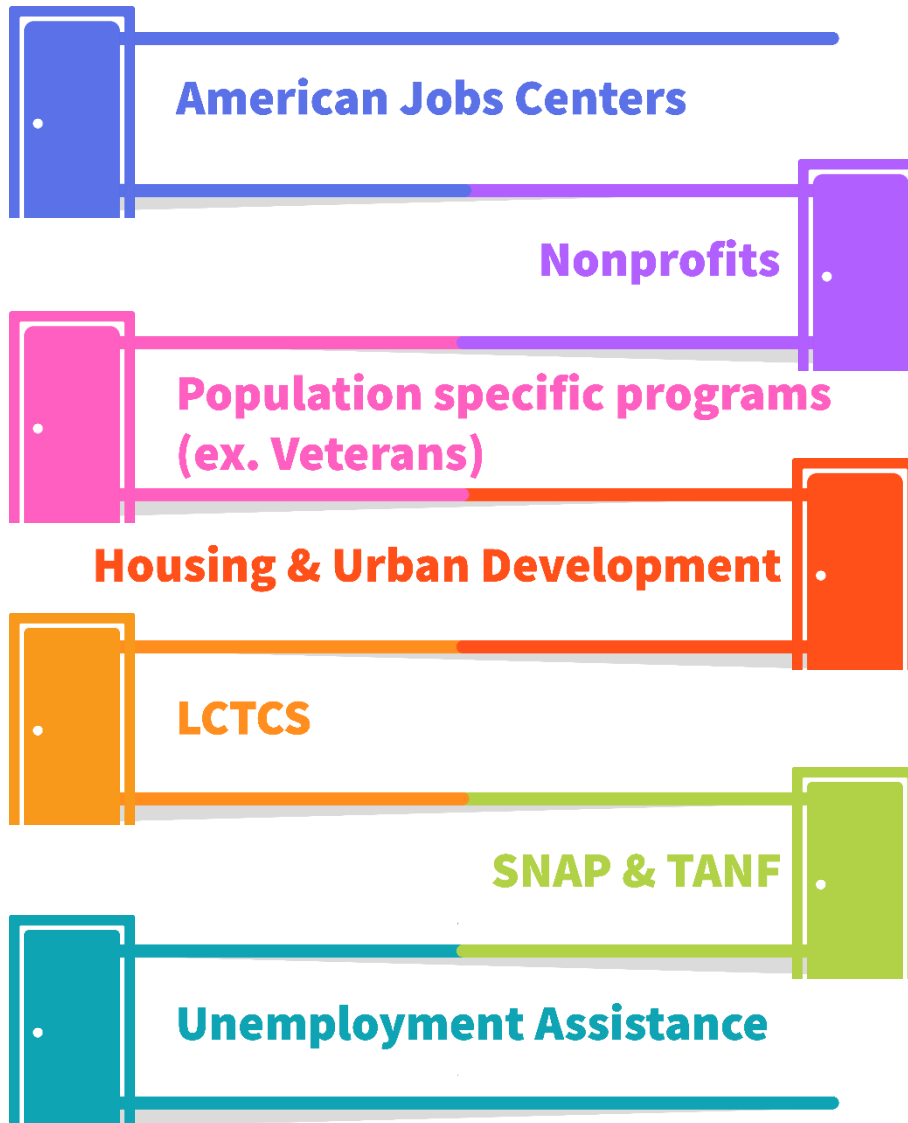 American Jobs Centers
Nonprofits
Population specific programs
(ex. Veterans)
Housing & Urban Development
LCTCS
SNAP & TANF
Unemployment Assistance